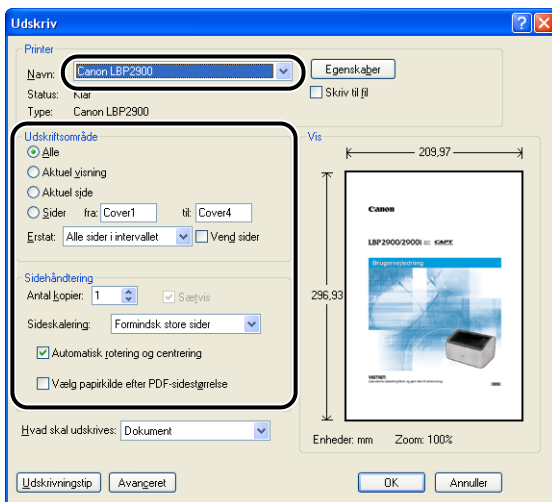 Udskriv
Printer
Navn: Canon LBP2900 Egenskaber
Status: Klar Skriv til fil
Type: Canon LBP2900
Udskriftsområde
Alle
Aktuel visning
Aktuel side
Sider fra: Cover1 til: Cover4
Erstat: Alle sider i intervallet Vend sider
Sidehåndtering
Antal kopier: 1 Sætvis
Sideskalering: Formindsk store sider
Automatisk rotering og centrering
Vælg papirkilde efter PDF-sidestørrelse
Hvad skal udskrives: Dokument
Udskrivningstip Avanceret
Vis
209,97
296,93
Canon
LBP2900/2900i CAPT
Brugervejledning
VIGTIGT:
Enheder: mm Zoom: 100%
OK Annuller